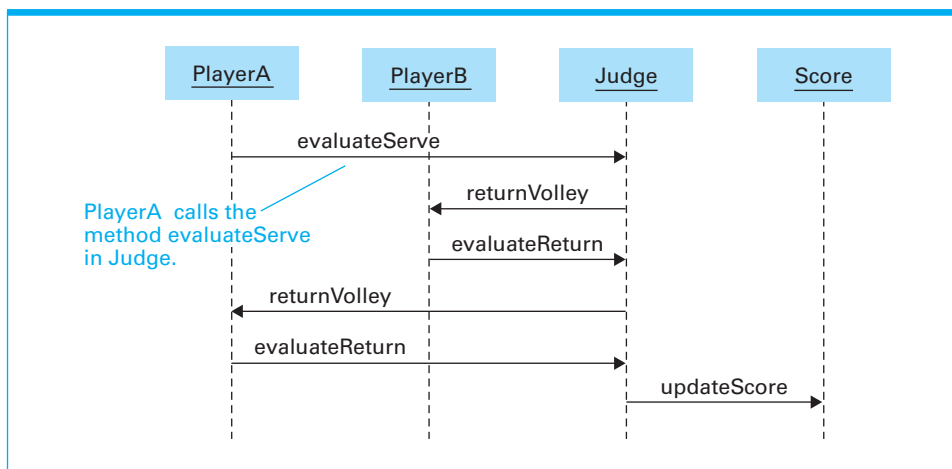 PlayerA
PlayerB
Judge
Score
evaluateServe
returnVolley
PlayerA calls the
method evaluateServe
in Judge.
evaluateReturn
returnVolley
evaluateReturn
updateScore